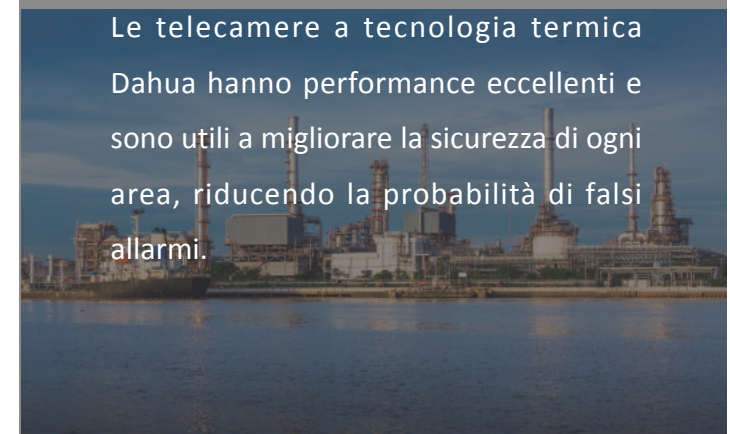 Le telecamere a tecnologia termica
Dahua hanno performance eccellenti e
sono utili a migliorare la sicurezza di ogni
area, riducendo la probabilità di falsi
allarmi.